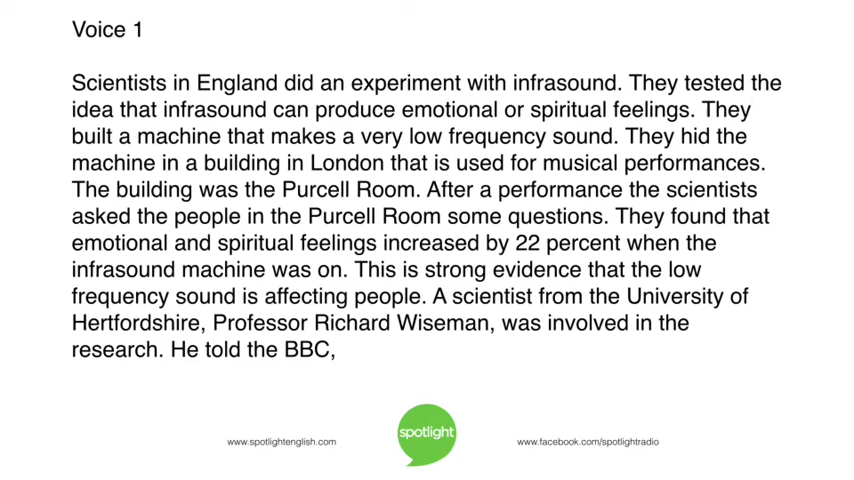 Voice 1
Scientists in England did an experiment with infrasound. They tested the
idea that infrasound can produce emotional or spiritual feelings. They
built a machine that makes a very low frequency sound. They hid the
machine in a building in London that is used for musical performances.
The building was the Purcell Room. After a performance the scientists
asked the people in the Purcell Room some questions. They found that
emotional and spiritual feelings increased by 22 percent when the
infrasound machine was on. This is strong evidence that the low
frequency sound is affecting people. A scientist from the University of
Hertfordshire, Professor Richard Wiseman, was involved in the
research. He told the BBC,
www.spotlightenglish.com
spotlight
www.facebook.com/spotlightradio